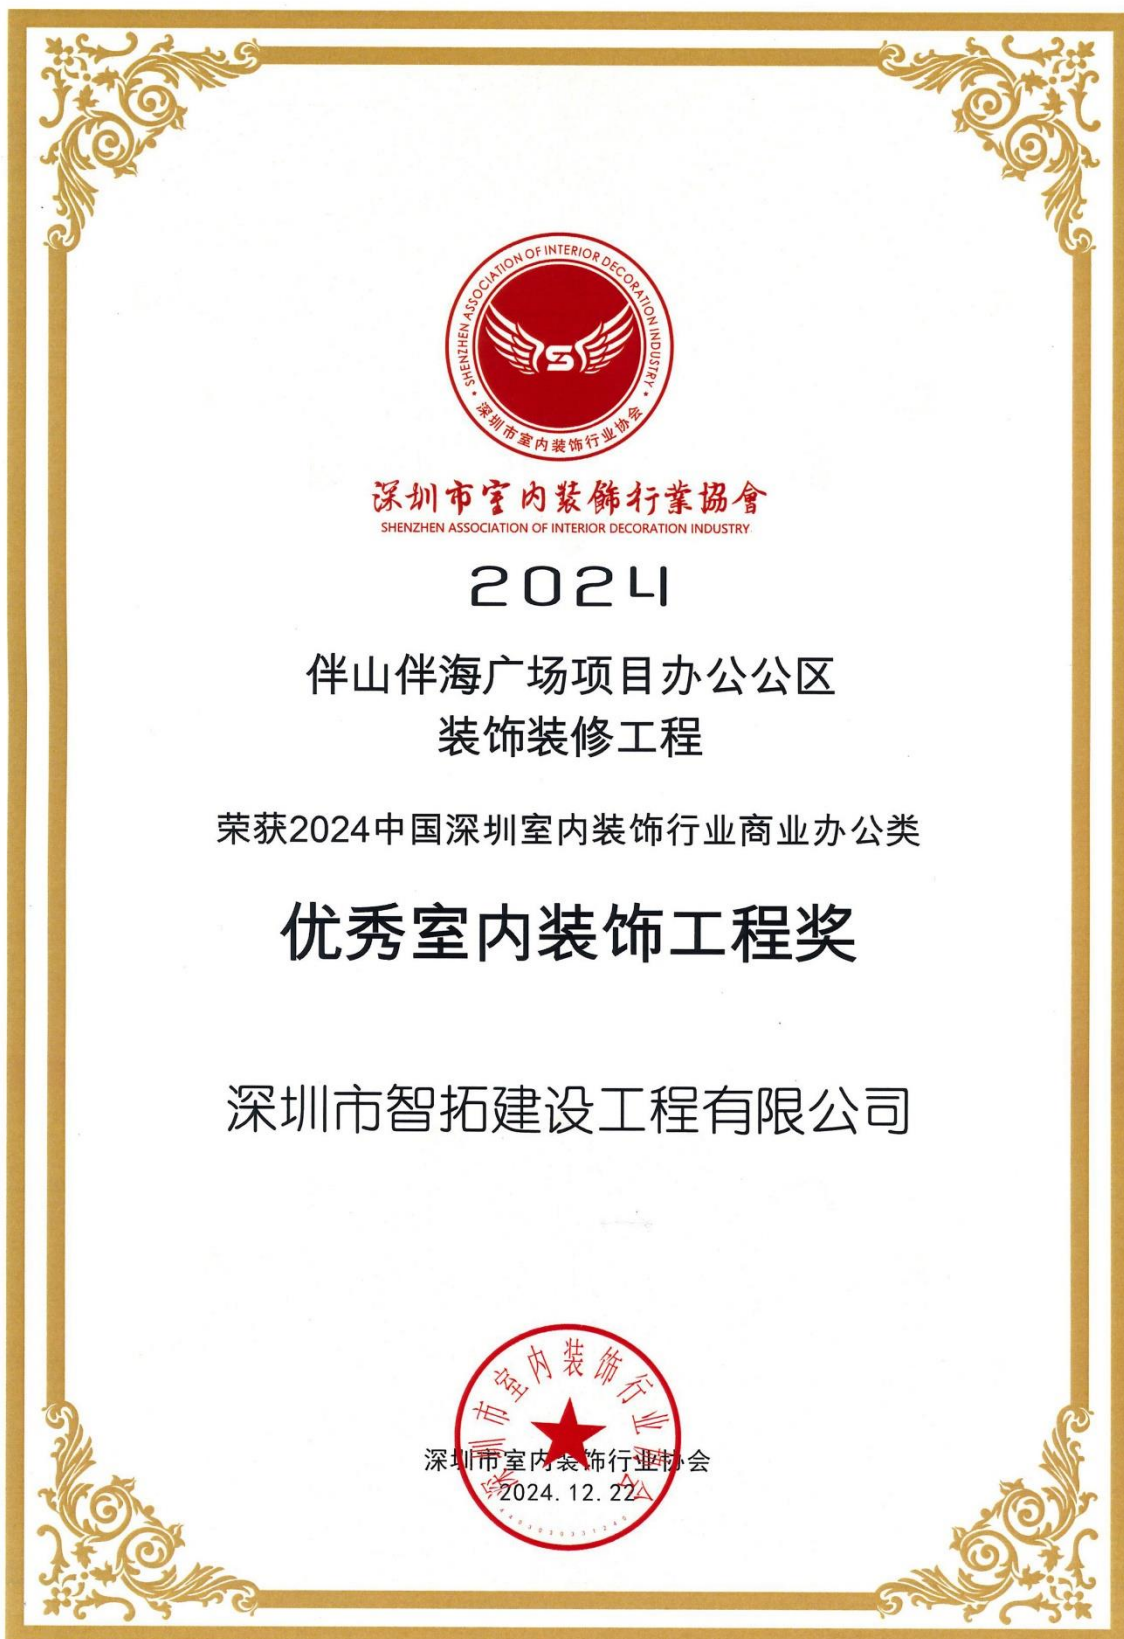 SHENZHEN ASSOCIATION OF INTERIOR DECORATION INDUSTRY
深圳市室内装饰行业协会
深圳市室内装飾行業協會
SHENZHEN ASSOCIATION OF INTERIOR DECORATION INDUSTRY
2024
伴山伴海广场项目办公公区
装饰装修工程
荣获2024中国深圳室内装饰行业商业办公类
优秀室内装饰工程奖
深圳市智拓建设工程有限公司
深圳市室内装饰行业协会
深圳市室内装饰行业协会
2024.12.22